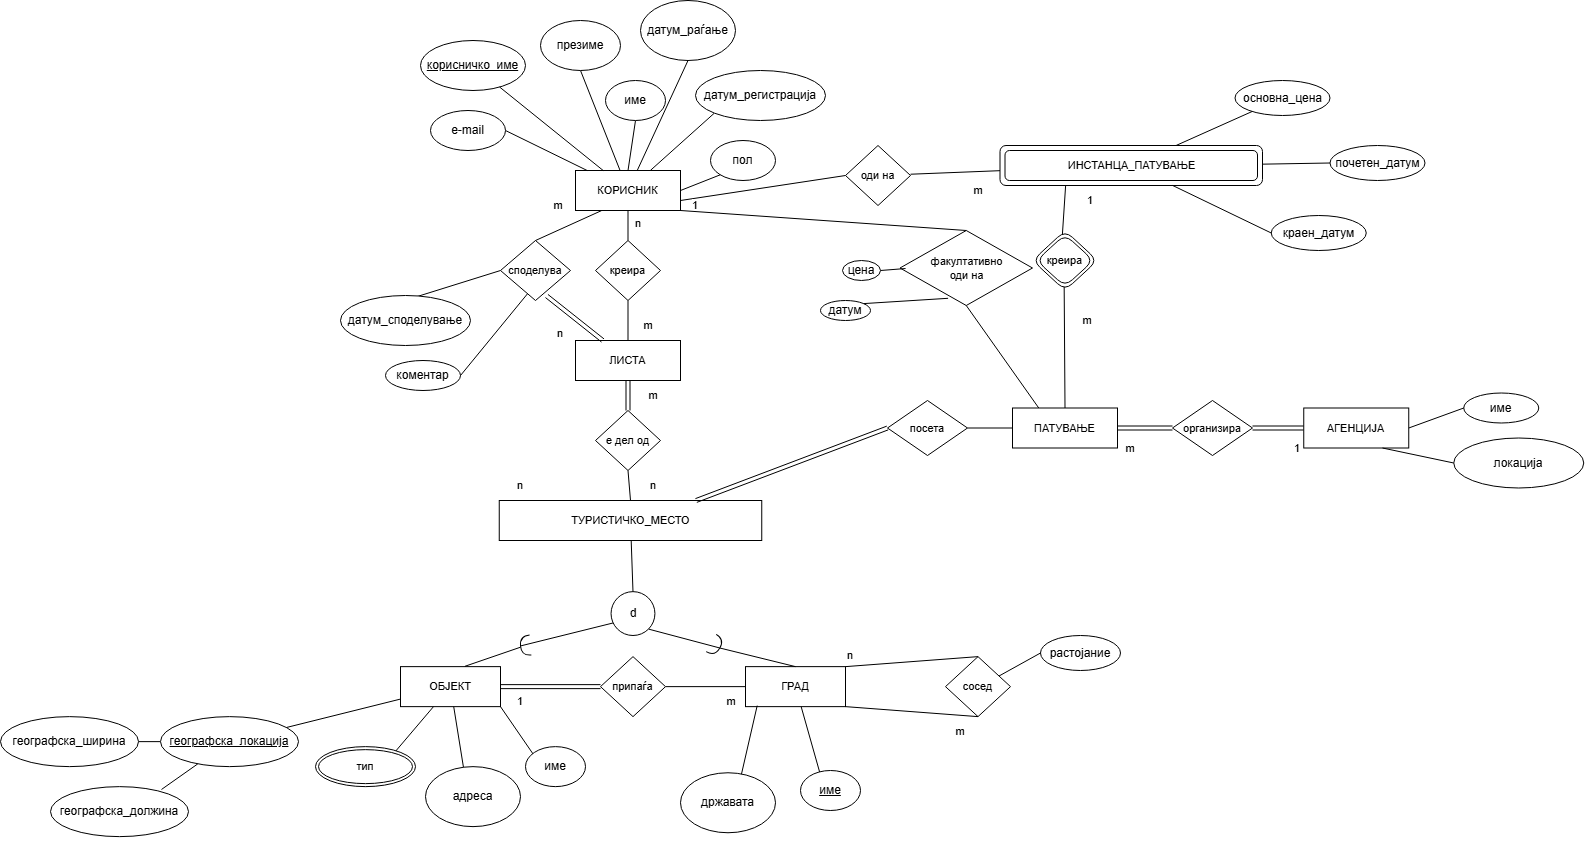 датум_раѓање
презиме
корисничко_име
име
датум_регистрација
основна_цена
e-mail
пол
ИНСТАНЦА_ПАТУВАЊЕ
почетен_датум
КОРИСНИК
оди на
m
m
1
1
n
краен_датум
споделува
креира
цена
факултативно
оди на
креира
датум_споделување
датум
n
m
m
ЛИСТА
коментар
m
име
е дел од
посета
ПАТУВАЊЕ
организира
АГЕНЦИЈА
m
1
локација
n
n
ТУРИСТИЧКО_МЕСТО
d
n
растојание
ОБЈЕКТ
припаѓа
ГРАД
сосед
1
m
m
географска_ширина
географска_локација
тип
име
адреса
државата
име
географска_должина